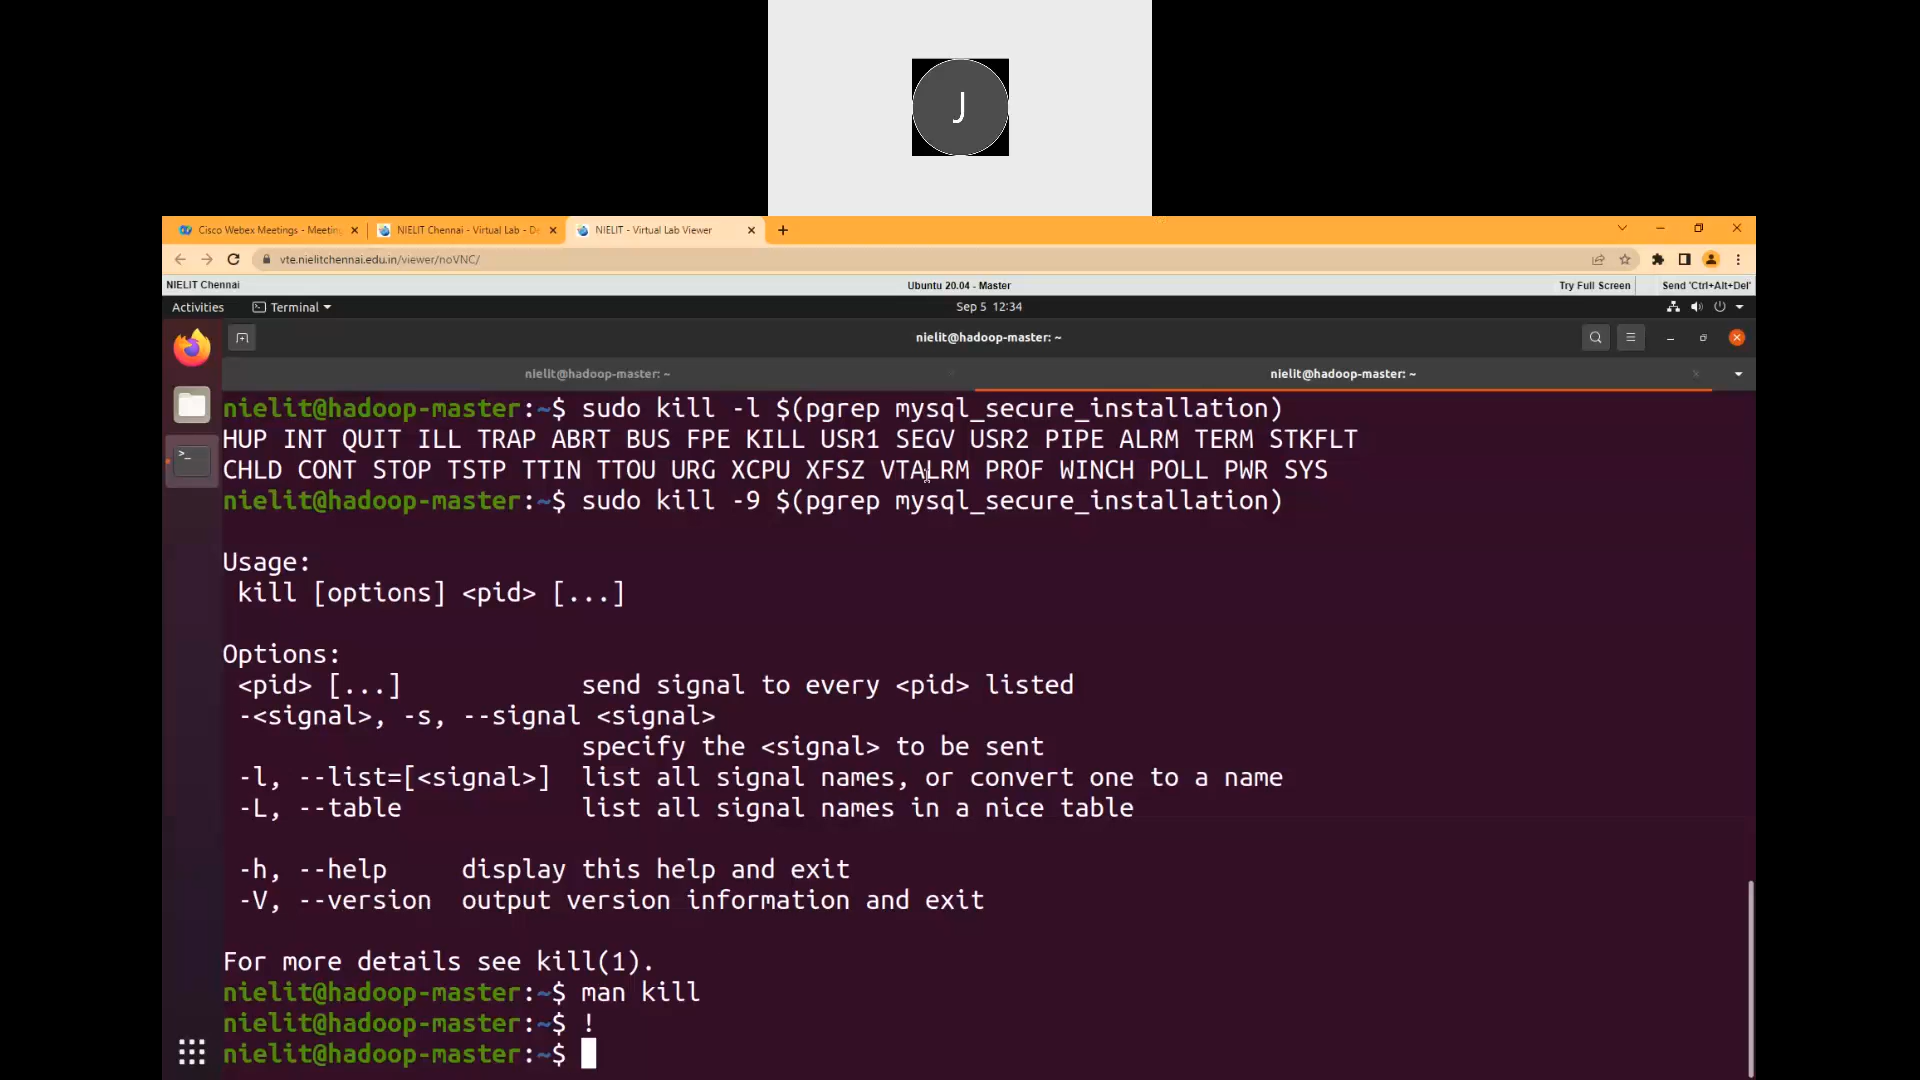 J
Cisco Webex Meetings - Meetin
NIELIT Chennai - Virtual Lab - De
NIELIT - Virtual Lab Viewer
vte.nielitchennai.edu.in/viewer/noVNC/
NIELIT Chennai
Ubuntu 20.04 - Master
Try Full Screen
Send 'Ctrl+Alt+Del'
Activities
Terminal
Sep 5 12:34
nielit@hadoop-master: ~
nielit@hadoop-master: ~
nielit@hadoop-master: ~
nielit@hadoop-master:~$ sudo kill -l $(pgrep mysql_secure_installation)
HUP INT QUIT ILL TRAP ABRT BUS FPE KILL USR1 SEGV USR2 PIPE ALRM TERM STKFLT
CHLD CONT STOP TSTP TTIN TTOU URG XCPU XFSZ VTALRM PROF WINCH POLL PWR SYS
nielit@hadoop-master:~$ sudo kill -9 $(pgrep mysql_secure_installation)
Usage:
kill [options] <pid> [...]
Options:
<pid> [...] send signal to every <pid> listed
-<signal>, -s, --signal <signal>
specify the <signal> to be sent
-l, --list=[<signal>] list all signal names, or convert one to a name
-L, --table list all signal names in a nice table
-h, --help display this help and exit
-V, --version output version information and exit
For more details see kill(1).
nielit@hadoop-master:~$ man kill
nielit@hadoop-master:~$ !
nielit@hadoop-master:~$